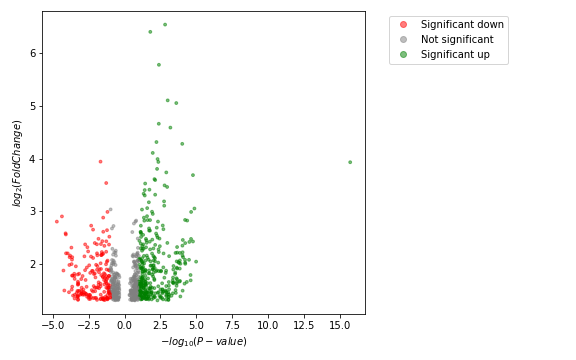 Significant down
Not significant
Significant up
6
5
4
3
2
log₂(FoldChange)
−5.0 −2.5 0.0 2.5 5.0 7.5 10.0 12.5 15.0
−log₁₀(P − value)